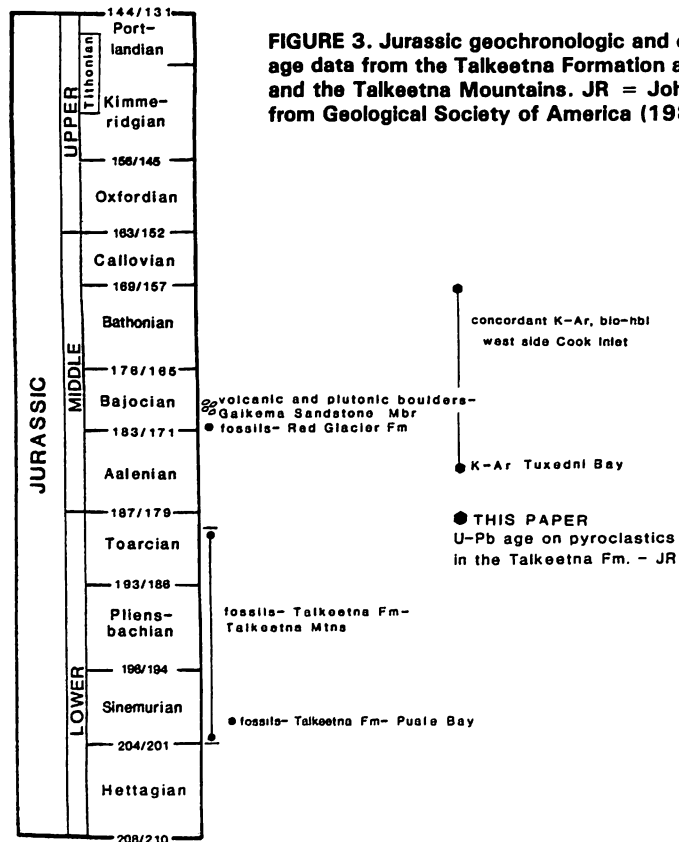 144/131
FIGURE 3. Jurassic geochronologic and
age data from the Talkeetna Formation a
and the Talkeetna Mountains. JR = Joh
from Geological Society of America (198
JURASSIC
UPPER
Tithonian
Port-
landian
Kimme-
ridgian
156/145
Oxfordian
163/152
MIDDLE
Callovian
169/157
Bathonian
concordant K-Ar, bio-hbl
west side Cook Inlet
176/165
Bajocian
volcanic and plutonic boulders-
Gaikema Sandstone Mbr
183/171
fossils- Red Glacier Fm
Aalenian
K-Ar Tuxedni Bay
187/179
LOWER
THIS PAPER
U-Pb age on pyroclastics
in the Talkeetna Fm. - JR
Toarcian
193/186
Pliens-
bachian
fossils- Talkeetna Fm-
Talkeetna Mtns
196/194
Sinemurian
fossils- Talkeetna Fm- Puale Bay
204/201
Hettagian
208/210